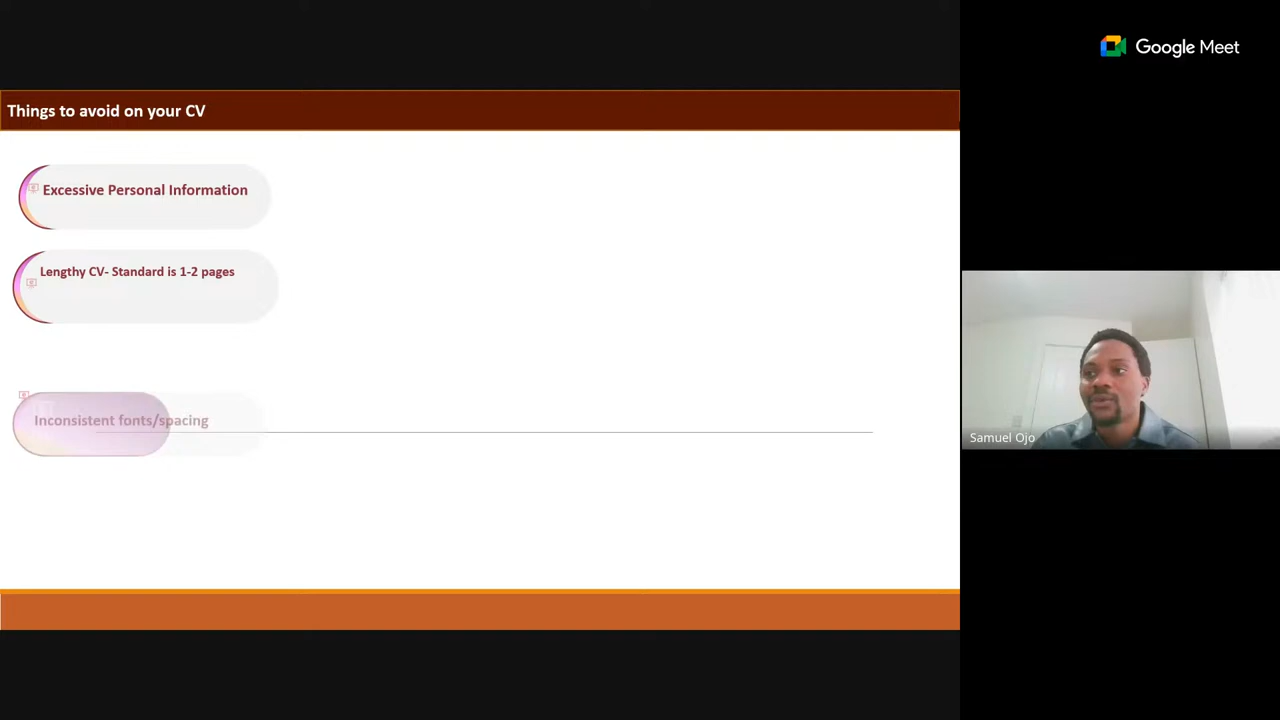 Google Meet
Things to avoid on your CV
Excessive Personal Information
Lengthy CV- Standard is 1-2 pages
Inconsistent fonts/spacing
Samuel Ojo